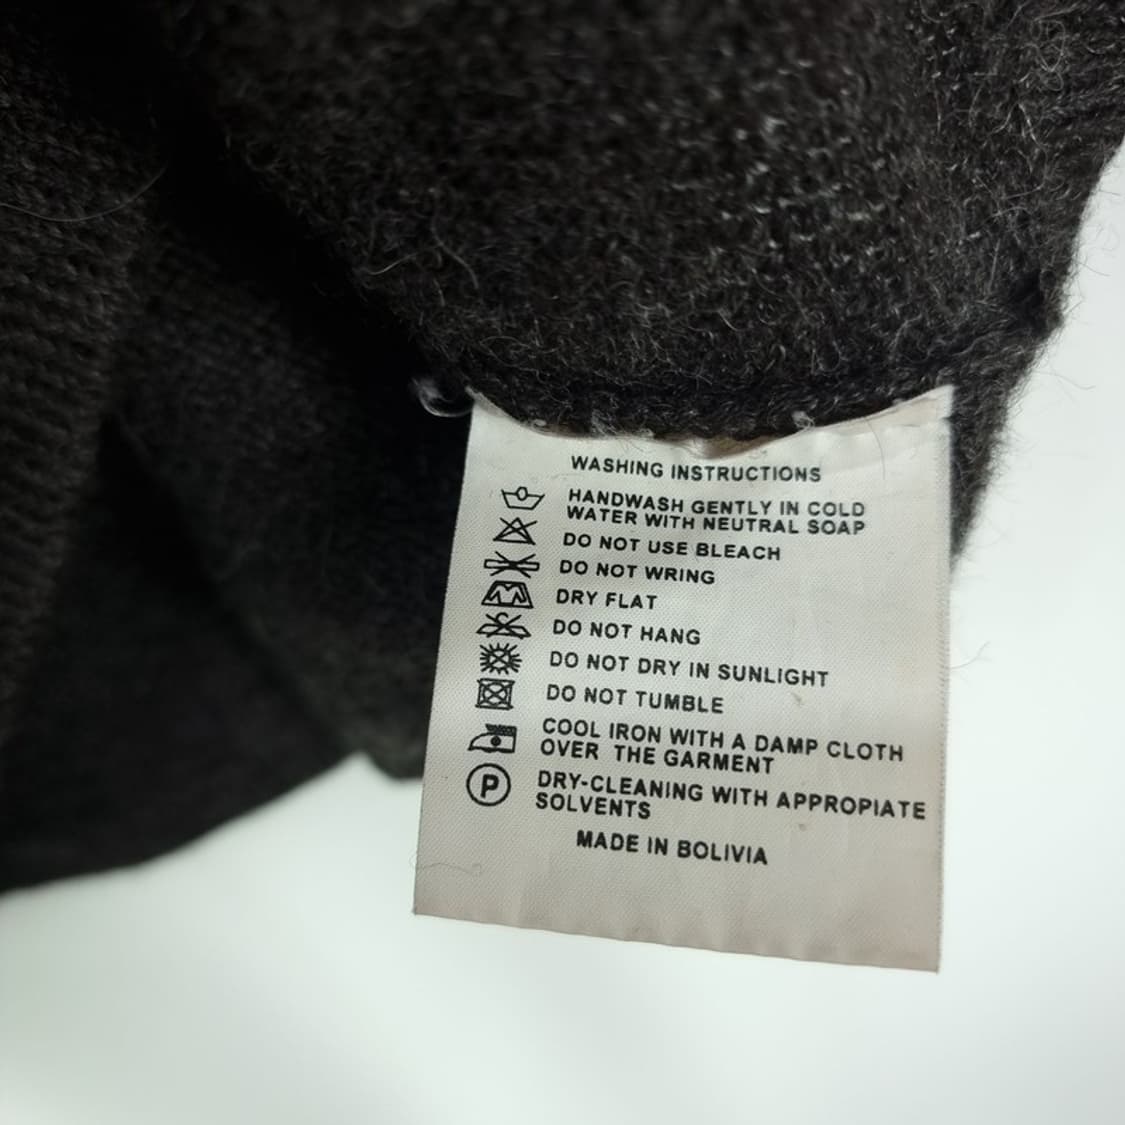 WASHING INSTRUCTIONS
HANDWASH GENTLY IN COLD
WATER WITH NEUTRAL SOAP
DO NOT USE BLEACH
DO NOT WRING
DRY FLAT
DO NOT HANG
DO NOT DRY IN SUNLIGHT
DO NOT TUMBLE
COOL IRON WITH A DAMP CLOTH
OVER THE GARMENT
P DRY-CLEANING WITH APPROPIATE
SOLVENTS
MADE IN BOLIVIA